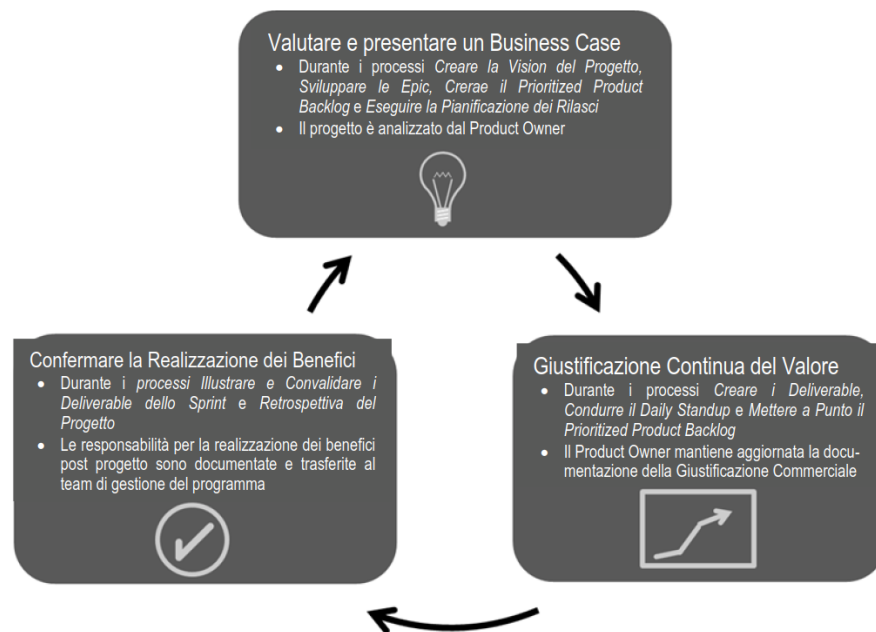 Valutare e presentare un Business Case
• Durante i processi Creare la Vision del Progetto,
Sviluppare le Epic, Crerae il Prioritized Product
Backlog e Eseguire la Pianificazione dei Rilasci
• Il progetto è analizzato dal Product Owner
Confermare la Realizzazione dei Benefici
• Durante i processi Illustrare e Convalidare i
Deliverable dello Sprint e Retrospettiva del
Progetto
• Le responsabilità per la realizzazione dei benefici
post progetto sono documentate e trasferite al
team di gestione del programma
Giustificazione Continua del Valore
• Durante i processi Creare i Deliverable,
Condurre il Daily Standup e Mettere a Punto il
Prioritized Product Backlog
• Il Product Owner mantiene aggiornata la docu-
mentazione della Giustificazione Commerciale